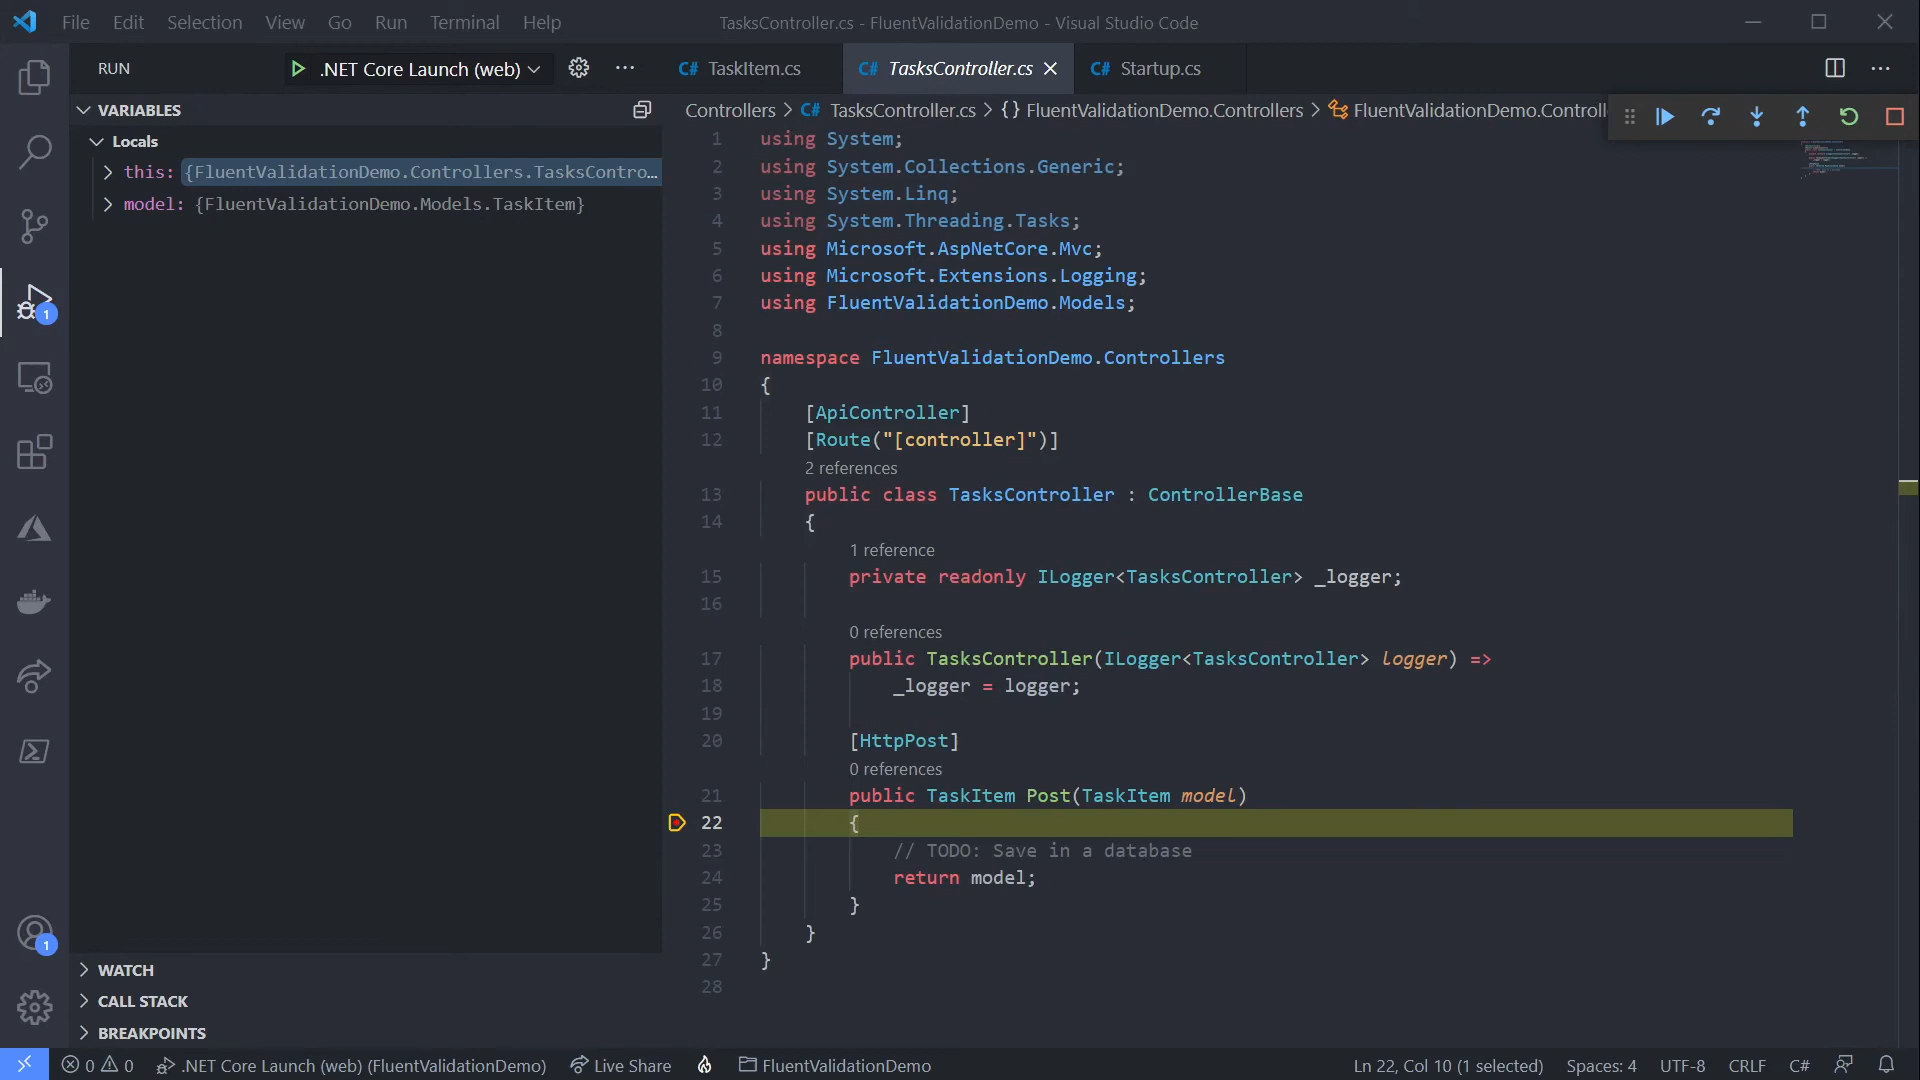 File Edit Selection View Go Run Terminal Help
TasksController.cs - FluentValidationDemo - Visual Studio Code
RUN
.NET Core Launch (web)
C# TaskItem.cs
C# TasksController.cs
C# Startup.cs
VARIABLES
Locals
this: {FluentValidationDemo.Controllers.TasksContro...
model: {FluentValidationDemo.Models.TaskItem}
WATCH
CALL STACK
BREAKPOINTS
1
1
Controllers > C# TasksController.cs > {} FluentValidationDemo.Controllers > FluentValidationDemo.Control
1 using System;
2 using System.Collections.Generic;
3 using System.Linq;
4 using System.Threading.Tasks;
5 using Microsoft.AspNetCore.Mvc;
6 using Microsoft.Extensions.Logging;
7 using FluentValidationDemo.Models;
8
9 namespace FluentValidationDemo.Controllers
10 {
11 [ApiController]
12 [Route("[controller]")]
2 references
13 public class TasksController : ControllerBase
14 {
1 reference
15 private readonly ILogger<TasksController> _logger;
16
0 references
17 public TasksController(ILogger<TasksController> logger) =>
18 _logger = logger;
19
20 [HttpPost]
0 references
21 public TaskItem Post(TaskItem model)
22 {
23 // TODO: Save in a database
24 return model;
25 }
26 }
27 }
28
0 0 .NET Core Launch (web) (FluentValidationDemo) Live Share FluentValidationDemo Ln 22, Col 10 (1 selected) Spaces: 4 UTF-8 CRLF C#